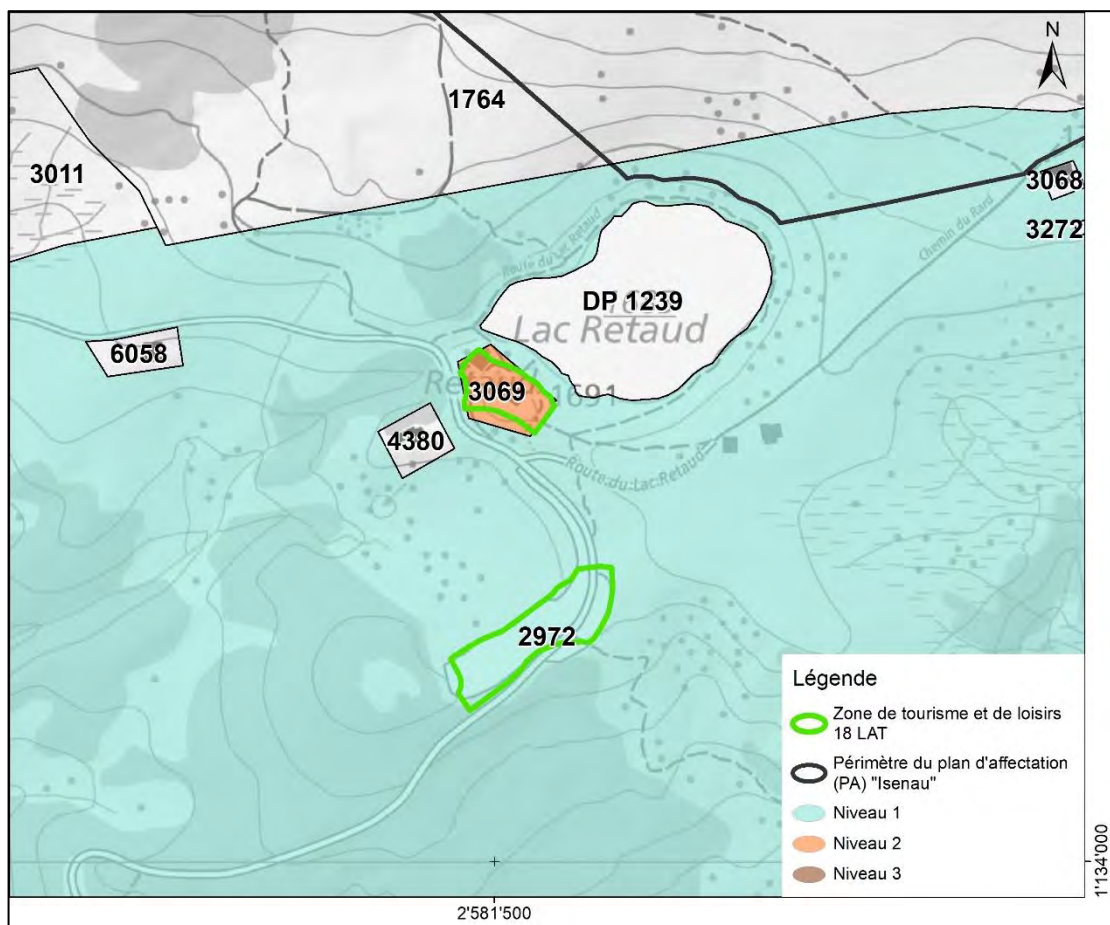 N
1764
3011
3068
3272
Route du Lac Retaud
Chemin du Rard
DP 1239
Lac Retaud
6058
Retaud
3069
1691
4380
Route du Lac Retaud
2972
Légende
Zone de tourisme et de loisirs
18 LAT
Périmètre du plan d'affectation
(PA) "Isenau"
Niveau 1
Niveau 2
Niveau 3
1'134'000
2'581'500